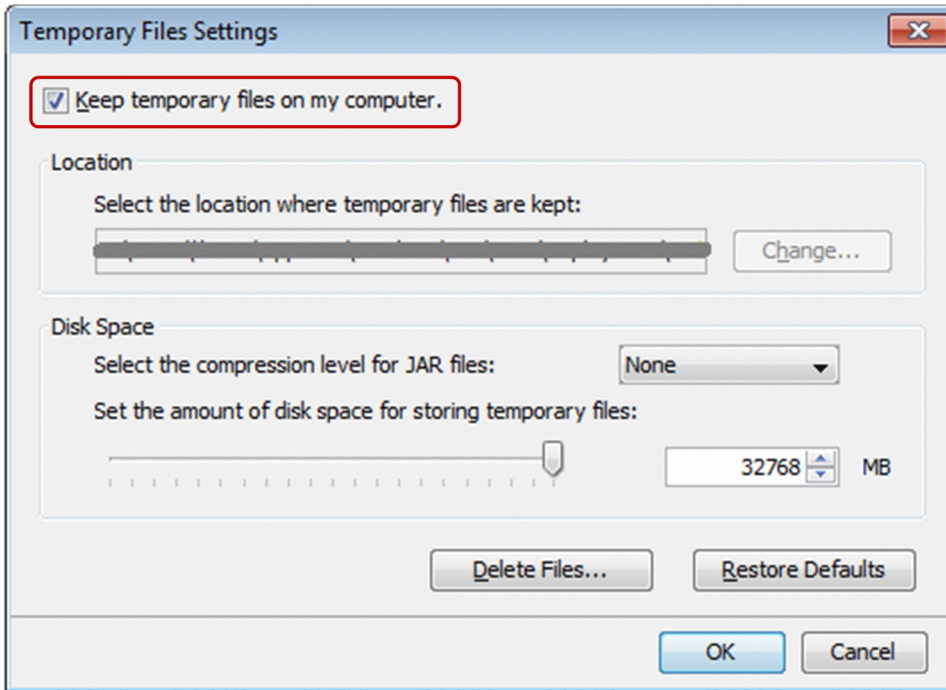 Temporary Files Settings
Keep temporary files on my computer.
Location
Select the location where temporary files are kept:
Change...
Disk Space
Select the compression level for JAR files:
None
Set the amount of disk space for storing temporary files:
32768 MB
Delete Files...
Restore Defaults
OK
Cancel